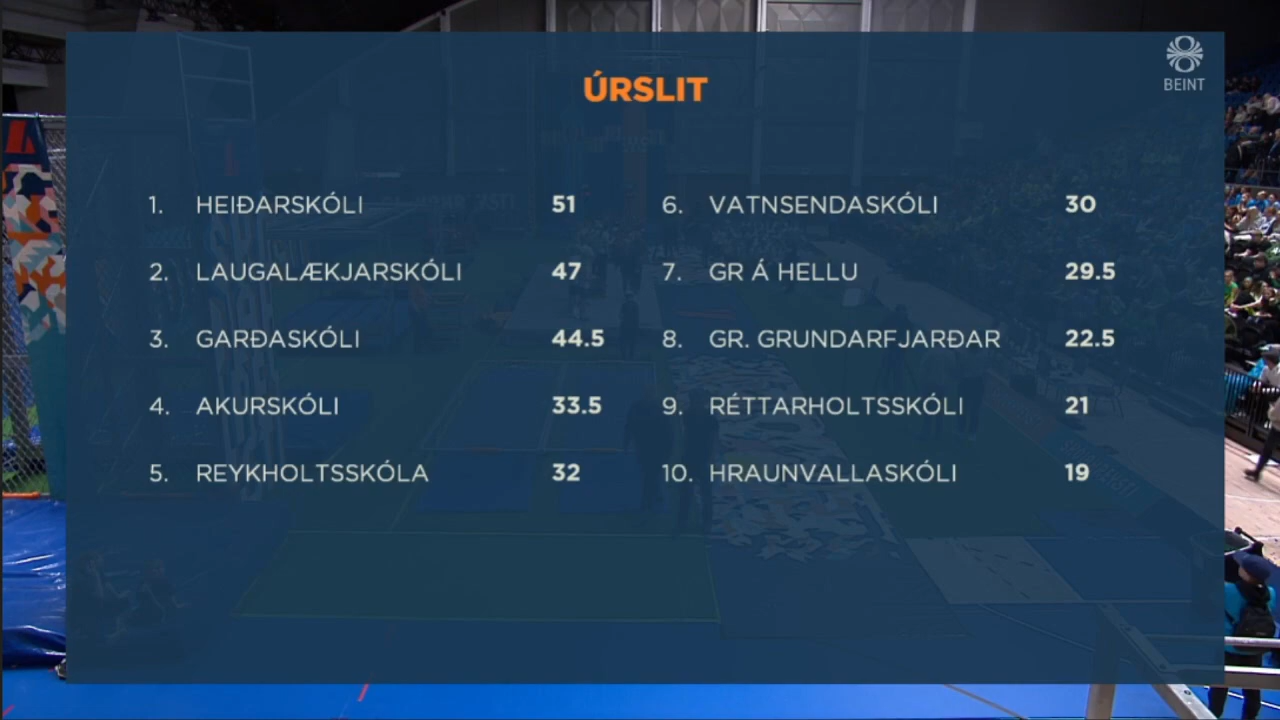 ÚRSLIT
BEINT
1. HEIÐARSKÓLI 51
2. LAUGALÆKJARSKÓLI 47
3. GARÐASKÓLI 44.5
4. AKURSKÓLI 33.5
5. REYKHOLTSSKÓLA 32
6. VATNSENDASKÓLI 30
7. GR Á HELLU 29.5
8. GR. GRUNDARFJARÐAR 22.5
9. RÉTTARHOLTSSKÓLI 21
10. HRAUNVALLASKÓLI 19